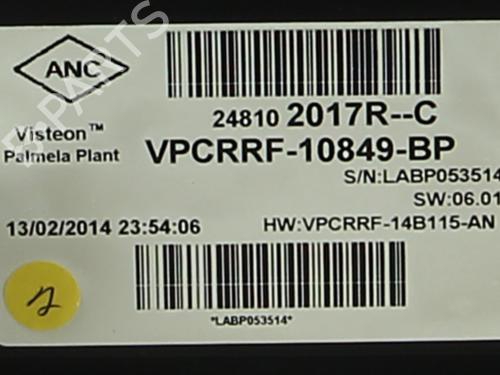 ANC
24810 2017R--C
Visteon™
Palmela Plant
VPCRRF-10849-BP
S/N:LABP053514
SW:06.01
13/02/2014 23:54:06
HW:VPCRRF-14B115-AN
*LABP053514*
B-PARTS